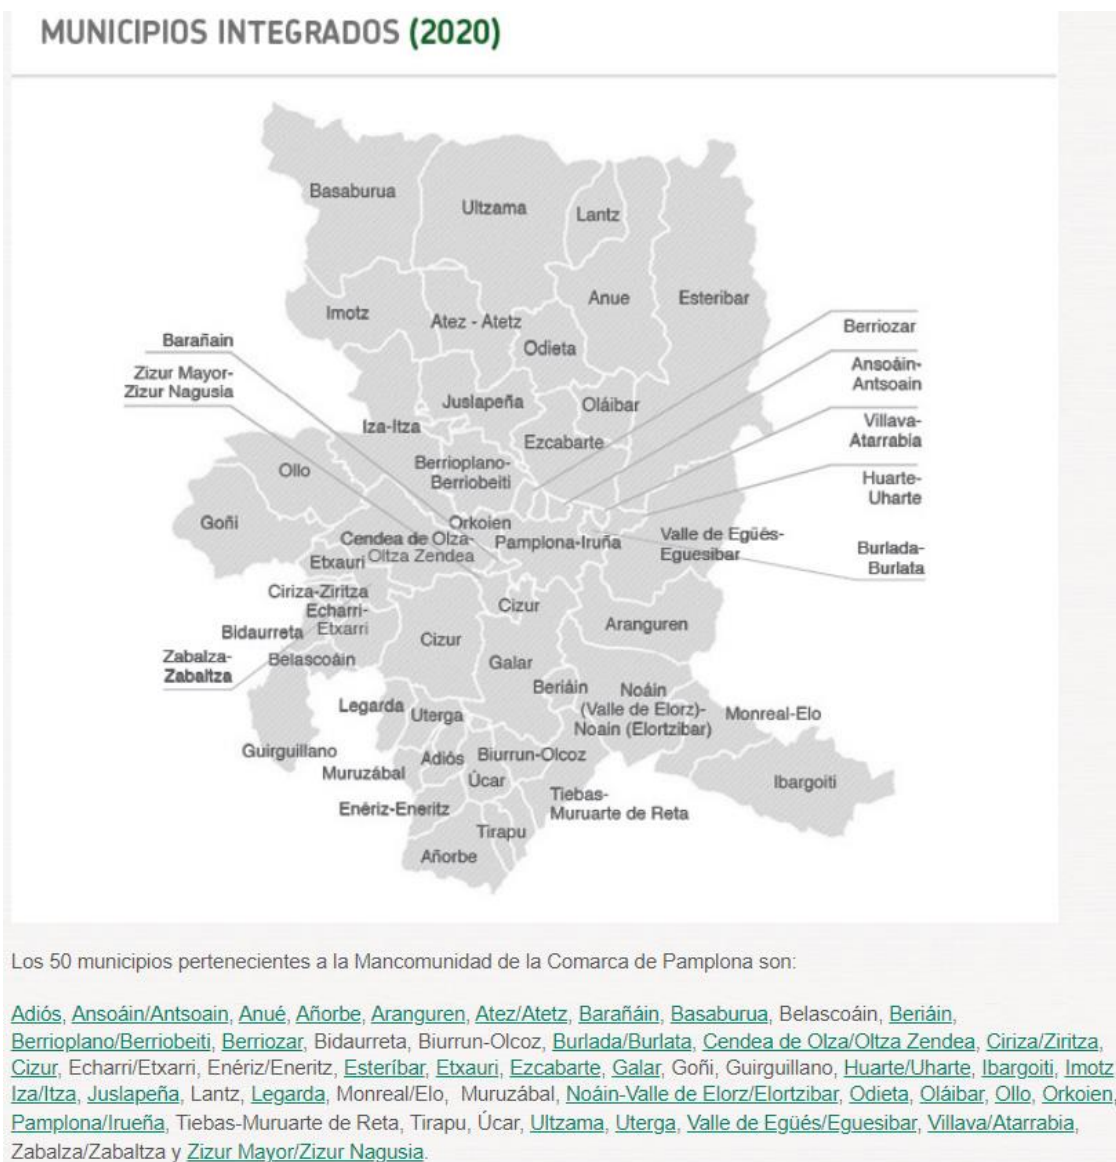 MUNICIPIOS INTEGRADOS (2020)
Basaburua
Ultzama
Lantz
Imotz
Atez - Atetz
Anue
Esteribar
Odieta
Berriozar
Barañain
Zizur Mayor-
Zizur Nagusia
Ansoáin-
Antsoain
Juslapeña
Oláibar
Iza-Itza
Ezcabarte
Villava-
Atarrabia
Ollo
Berrioplano-
Berriobeiti
Huarte-
Uharte
Goñi
Orkoien
Cendea de Olza-
Oltza Zendea
Pamplona-Iruña
Valle de Egüés-
Eguesibar
Burlada-
Burlata
Etxauri
Ciriza-Ziritza
Echarri-
Etxarri
Cizur
Bidaurreta
Cizur
Aranguren
Zabalza-
Zabaltza
Belascoáin
Galar
Beriáin
Noáin
(Valle de Elorz)-
Noain (Elortzibar)
Legarda
Uterga
Monreal-Elo
Guirguillano
Adiós
Biurrun-Olcoz
Muruzábal
Úcar
Ibargoiti
Enériz-Eneritz
Tiebas-
Muruarte de Reta
Tirapu
Añorbe
Los 50 municipios pertenecientes a la Mancomunidad de la Comarca de Pamplona son:
Adiós, Ansoáin/Antsoain, Anué, Añorbe, Aranguren, Atez/Atetz, Barañáin, Basaburua, Belascoáin, Beriáin,
Berrioplano/Berriobeiti, Berriozar, Bidaurreta, Biurrun-Olcoz, Burlada/Burlata, Cendea de Olza/Oltza Zendea, Ciriza/Ziritza,
Cizur, Echarri/Etxarri, Enériz/Eneritz, Esteríbar, Etxauri, Ezcabarte, Galar, Goñi, Guirguillano, Huarte/Uharte, Ibargoiti, Imotz
Iza/Itza, Juslapeña, Lantz, Legarda, Monreal/Elo, Muruzábal, Noáin-Valle de Elorz/Elortzibar, Odieta, Oláibar, Ollo, Orkoien,
Pamplona/Irueña, Tiebas-Muruarte de Reta, Tirapu, Úcar, Ultzama, Uterga, Valle de Egüés/Eguesibar, Villava/Atarrabia,
Zabalza/Zabaltza y Zizur Mayor/Zizur Nagusia.